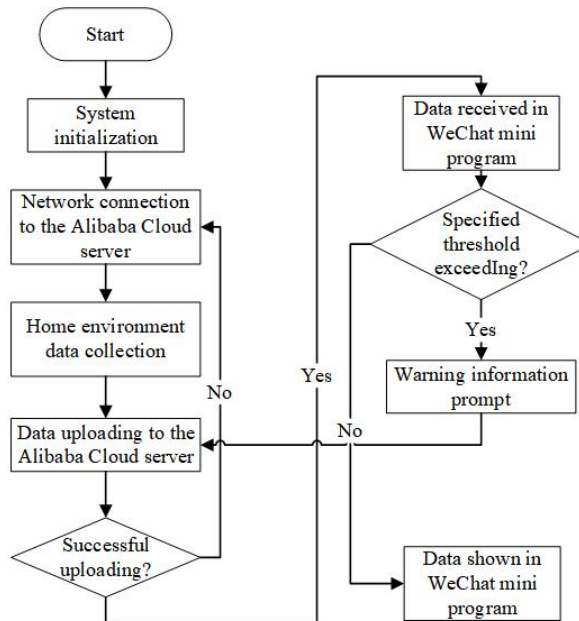 Start
System
initialization
Network connection
to the Alibaba Cloud
server
Home environment
data collection
Data uploading to the
Alibaba Cloud server
Successful
uploading?
No
Yes
Data received in
WeChat mini
program
Specified
threshold
exceedIng?
Yes
Warning information
prompt
No
Data shown in
WeChat mini
program